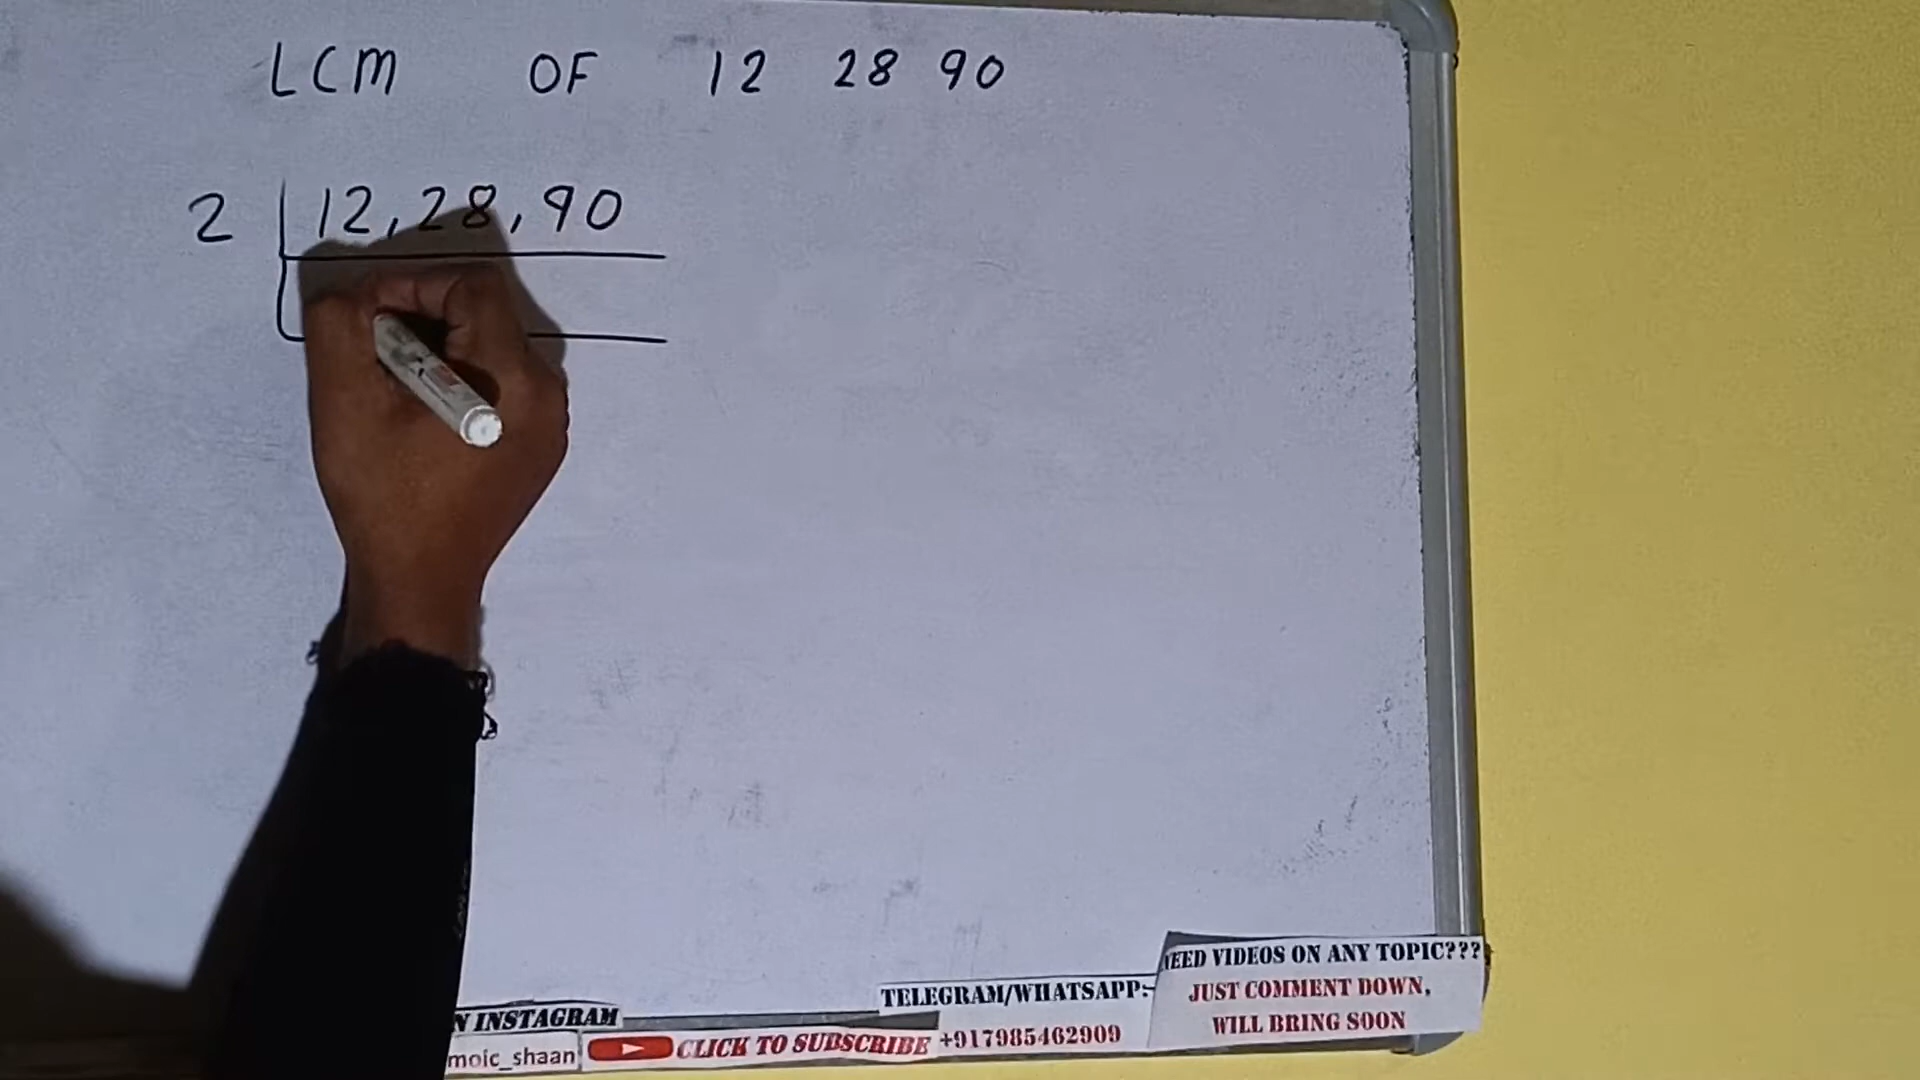 LCM OF 12 28 90
2 12, 28, 90
NEED VIDEOS ON ANY TOPIC???
JUST COMMENT DOWN,
WILL BRING SOON
TELEGRAM/WHATSAPP:-
+917985462909
N INSTAGRAM
moic_shaan
CLICK TO SUBSCRIBE